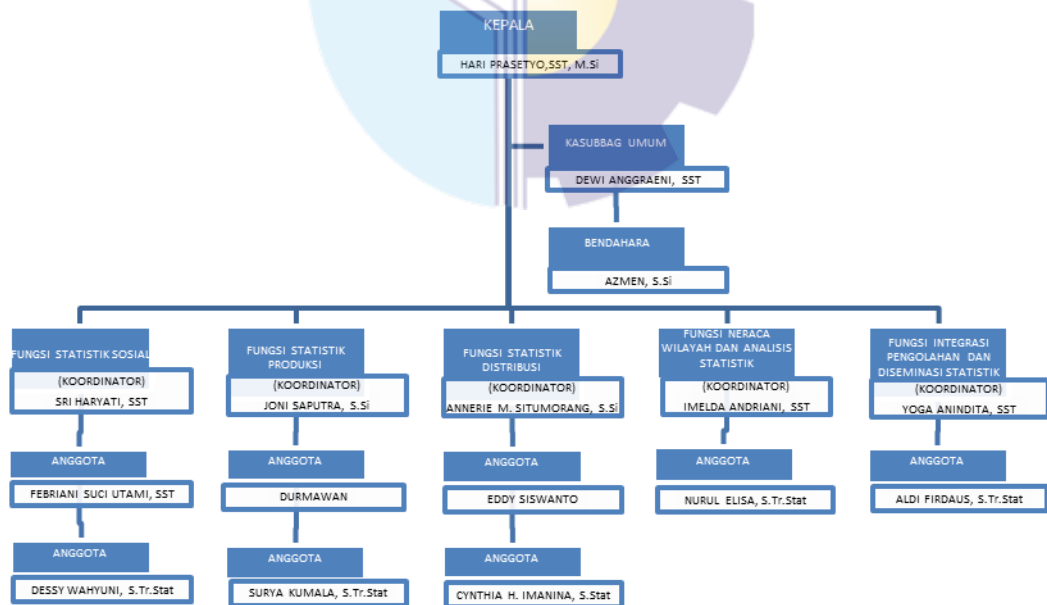 KEPALA
HARI PRASETYO,SST, M.Si
KASUBBAG UMUM
DEWI ANGGRAENI, SST
BENDAHARA
AZMEN, S.Si
FUNGSI STATISTIK SOSIAL
(KOORDINATOR)
SRI HARYATI, SST
ANGGOTA
FEBRIANI SUCI UTAMI, SST
ANGGOTA
DESSY WAHYUNI, S.Tr.Stat
FUNGSI STATISTIK
PRODUKSI
(KOORDINATOR)
JONI SAPUTRA, S.Si
ANGGOTA
DURMAWAN
ANGGOTA
SURYA KUMALA, S.Tr.Stat
FUNGSI STATISTIK
DISTRIBUSI
(KOORDINATOR)
ANNERIE M. SITUMORANG, S.Si
ANGGOTA
EDDY SISWANTO
ANGGOTA
CYNTHIA H. IMANINA, S.Stat
FUNGSI NERACA
WILAYAH DAN ANALISIS
STATISTIK
(KOORDINATOR)
IMELDA ANDRIANI, SST
ANGGOTA
NURUL ELISA, S.Tr.Stat
FUNGSI INTEGRASI
PENGOLAHAN DAN
DISEMINASI STATISTIK
(KOORDINATOR)
YOGA ANINDITA, SST
ANGGOTA
ALDI FIRDAUS, S.Tr.Stat